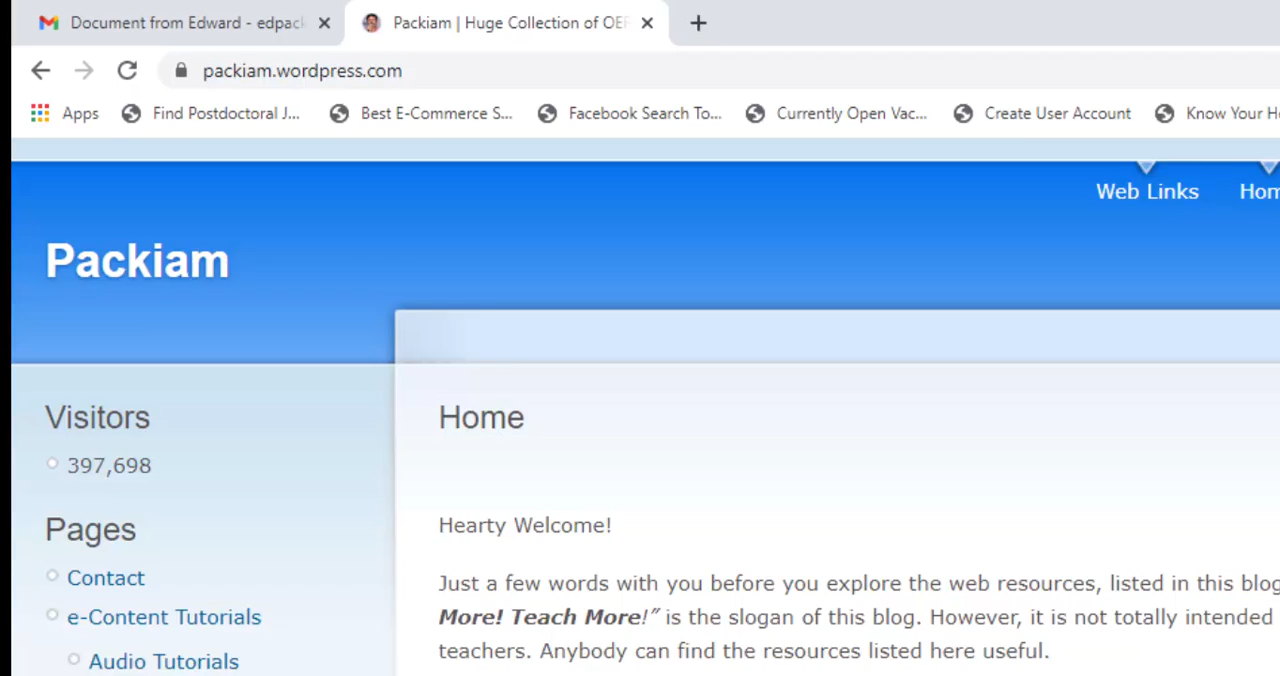 Document from Edward - edpac
Packiam | Huge Collection of OER
packiam.wordpress.com
Apps
Find Postdoctoral J...
Best E-Commerce S...
Facebook Search To...
Currently Open Vac...
Create User Account
Know Your H
Web Links
Hom
Packiam
Visitors
397,698
Pages
Contact
e-Content Tutorials
Audio Tutorials
Home
Hearty Welcome!
Just a few words with you before you explore the web resources, listed in this blog
More! Teach More!” is the slogan of this blog. However, it is not totally intended
teachers. Anybody can find the resources listed here useful.